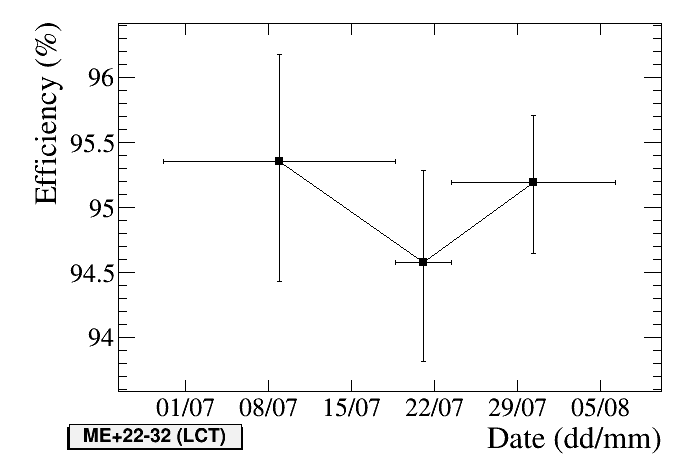 Efficiency (%)
96
95.5
95
94.5
94
01/07 08/07 15/07 22/07 29/07 05/08
ME+22-32 (LCT)
Date (dd/mm)